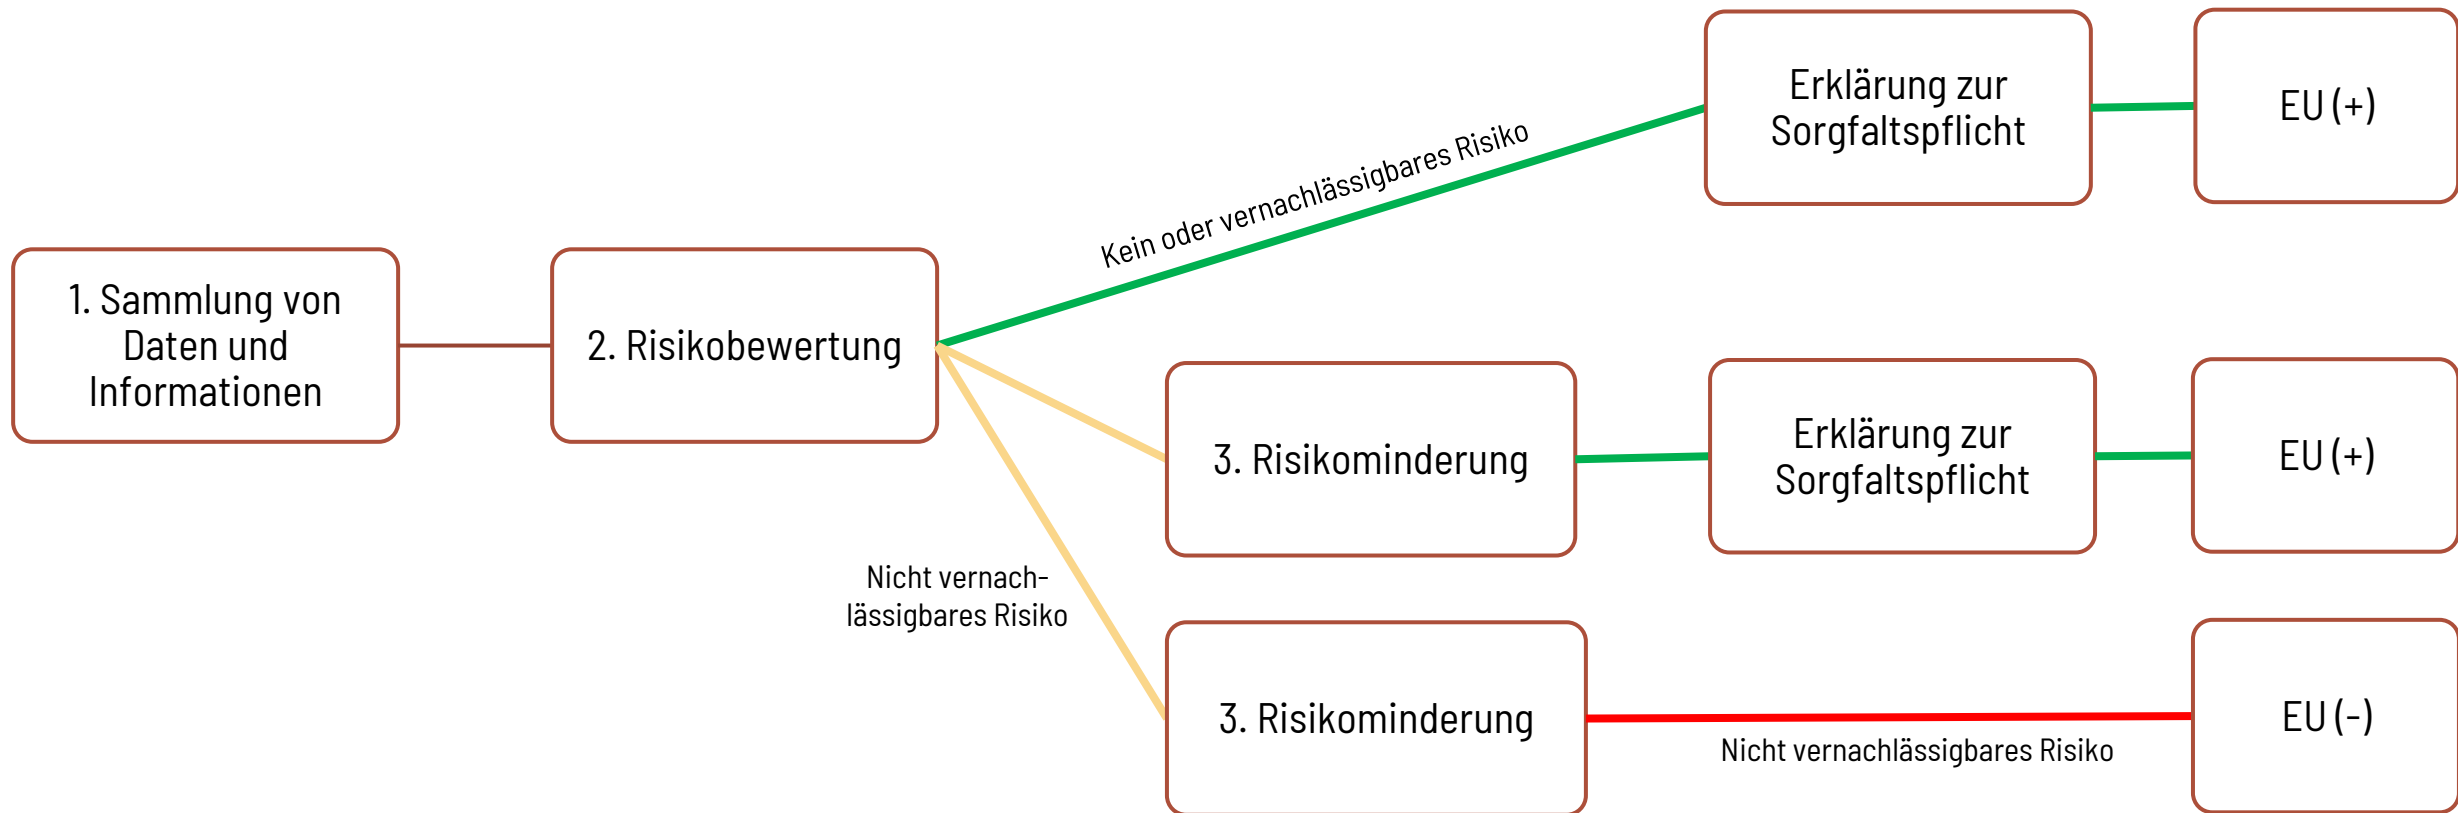 Erklärung zur
Sorgfaltspflicht
EU (+)
Kein oder vernachlässigbares Risiko
1. Sammlung von
Daten und
Informationen
2. Risikobewertung
3. Risikominderung
Erklärung zur
Sorgfaltspflicht
EU (+)
Nicht vernach-
lässigbares Risiko
3. Risikominderung
Nicht vernachlässigbares Risiko
EU (-)